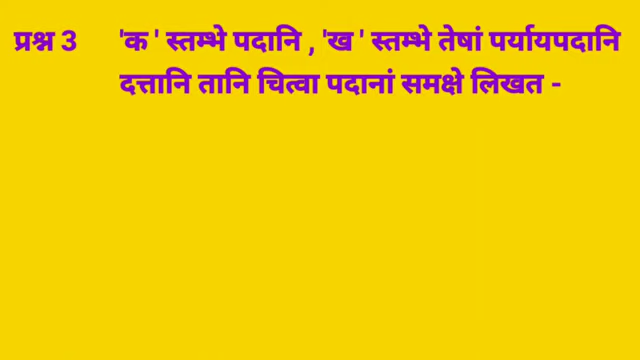 प्रश्न 3 'क ' स्तम्भे पदानि , 'ख ' स्तम्भे तेषां पर्यायपदानि
दत्तानि तानि चित्वा पदानां समक्षे लिखत -